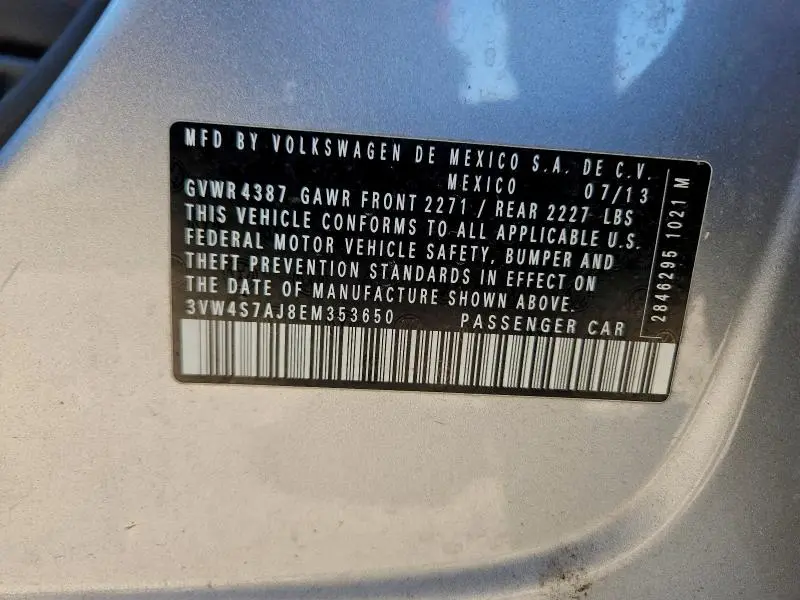 MFD BY VOLKSWAGEN DE MEXICO S.A. DE C.V.
MEXICO 07/13
GVWR 4387 GAWR FRONT 2271 / REAR 2227 LBS
THIS VEHICLE CONFORMS TO ALL APPLICABLE U.S.
FEDERAL MOTOR VEHICLE SAFETY, BUMPER AND
THEFT PREVENTION STANDARDS IN EFFECT ON
THE DATE OF MANUFACTURE SHOWN ABOVE.
3VW4S7AJ8EM353650 PASSENGER CAR
2846295 1021 M